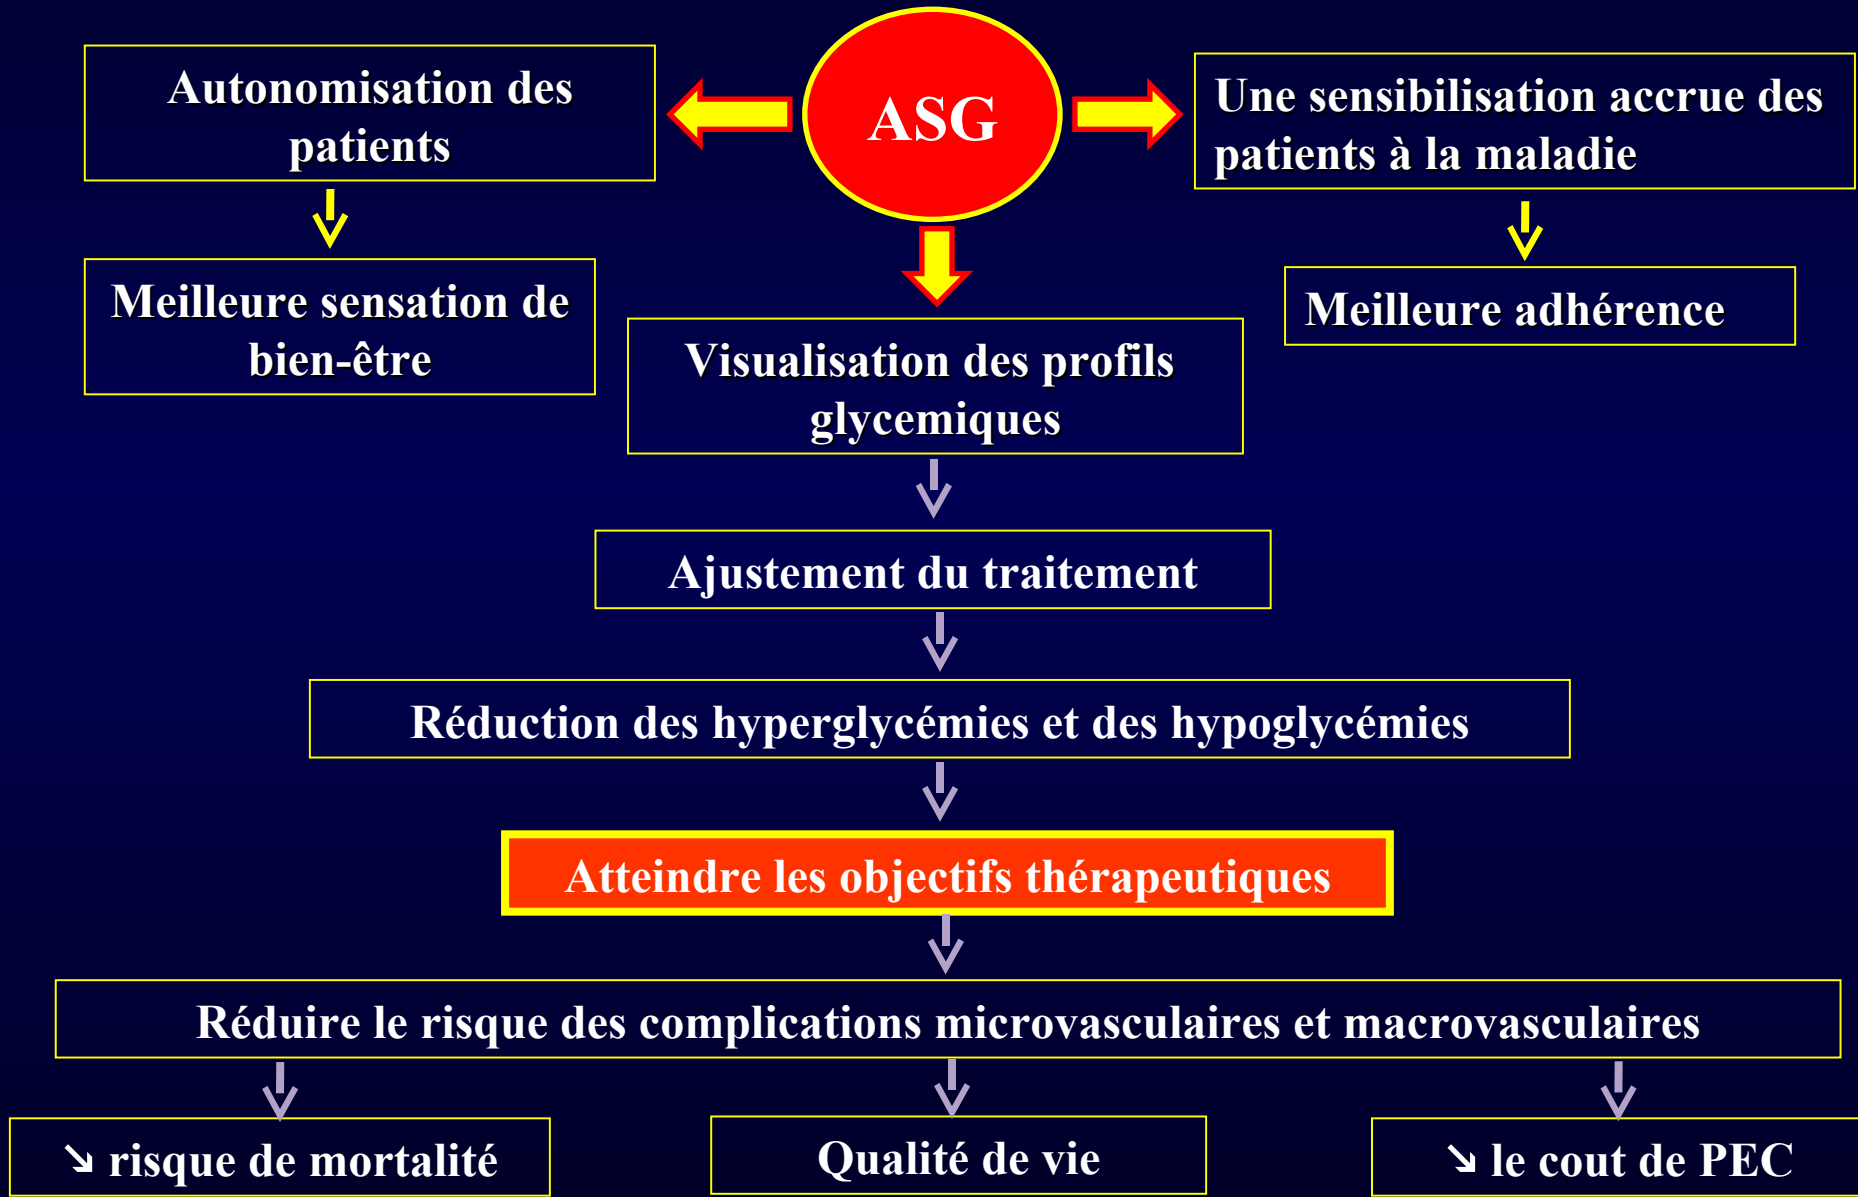 ASG
Autonomisation des
patients
Une sensibilisation accrue des
patients à la maladie
Meilleure sensation de
bien-être
Meilleure adhérence
Visualisation des profils
glycemiques
Ajustement du traitement
Réduction des hyperglycémies et des hypoglycémies
Atteindre les objectifs thérapeutiques
Réduire le risque des complications microvasculaires et macrovasculaires
↘ risque de mortalité
Qualité de vie
↘ le cout de PEC